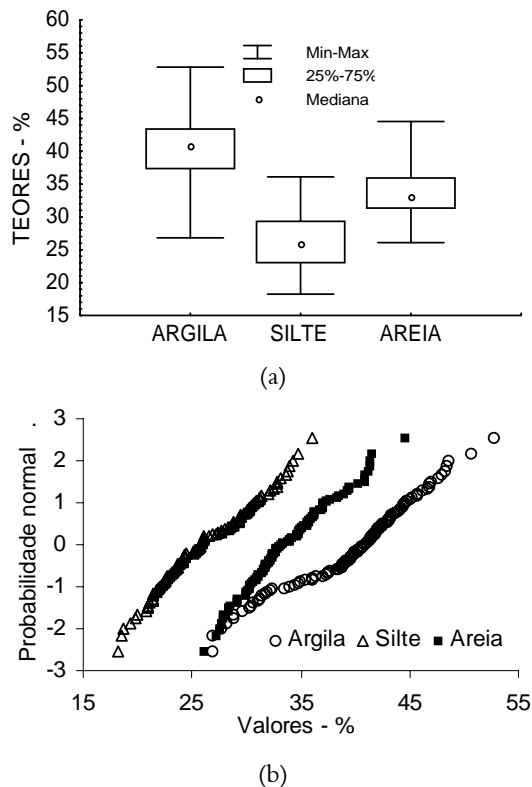 TEORES - %
60
55
50
45
40
35
30
25
20
15
Min-Max
25%-75%
Mediana
ARGILA SILTE AREIA
(a)
Probabilidade normal .
3
2
1
0
-1
-2
-3
Argila Silte Areia
15 25 35 45 55
Valores - %
(b)